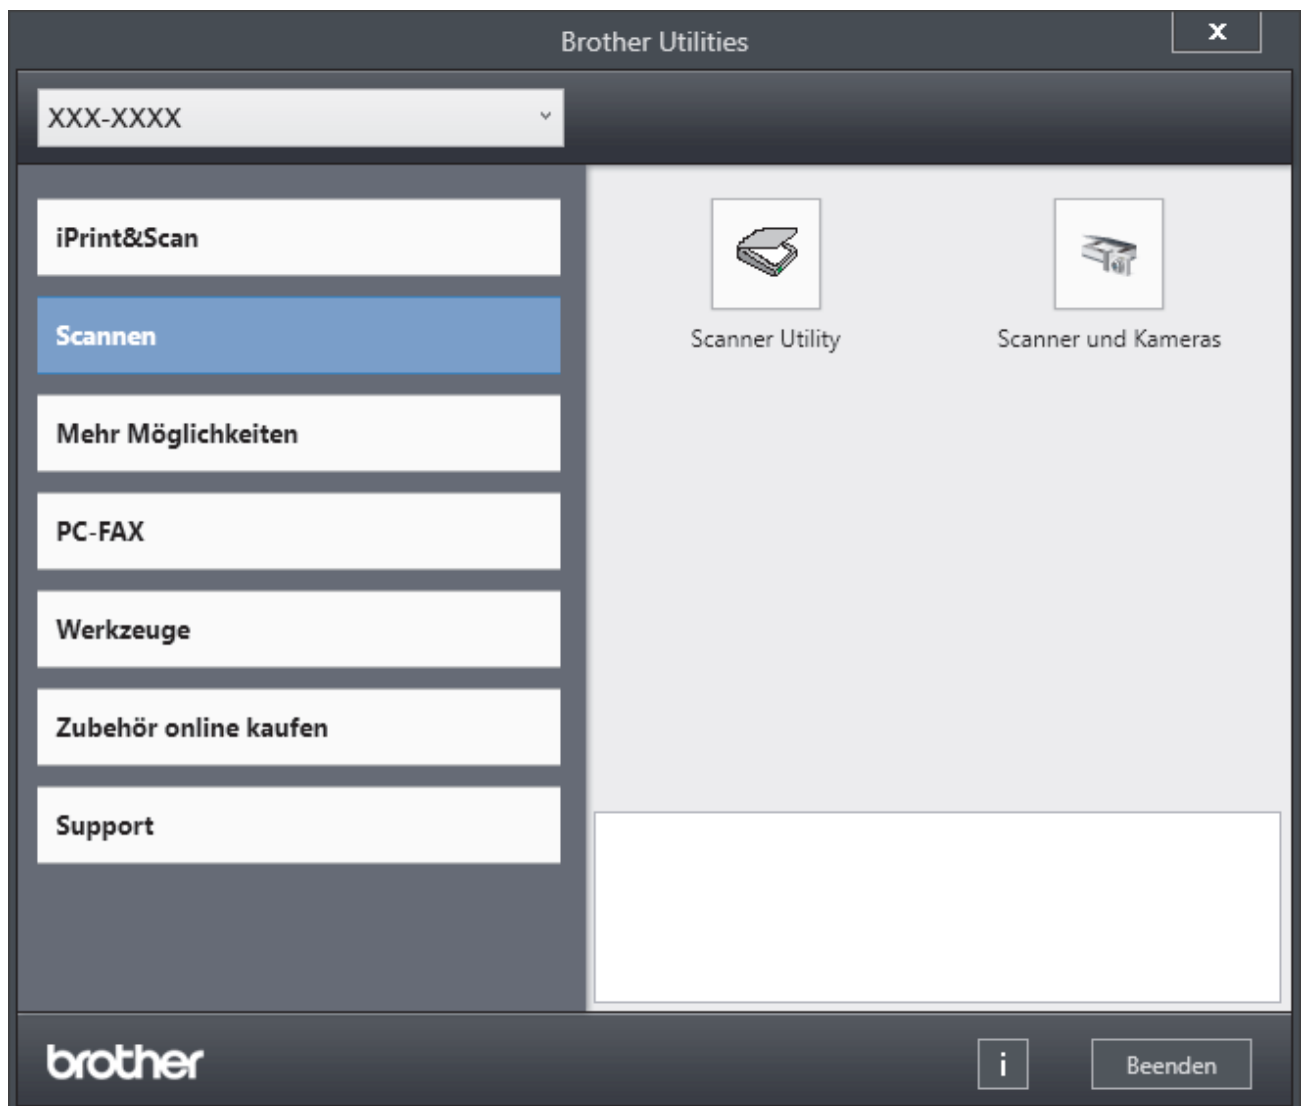 Brother Utilities
X
XXX-XXXX
iPrint&Scan
Scannen
Mehr Möglichkeiten
PC-FAX
Werkzeuge
Zubehör online kaufen
Support
Scanner Utility
Scanner und Kameras
brother
i
Beenden